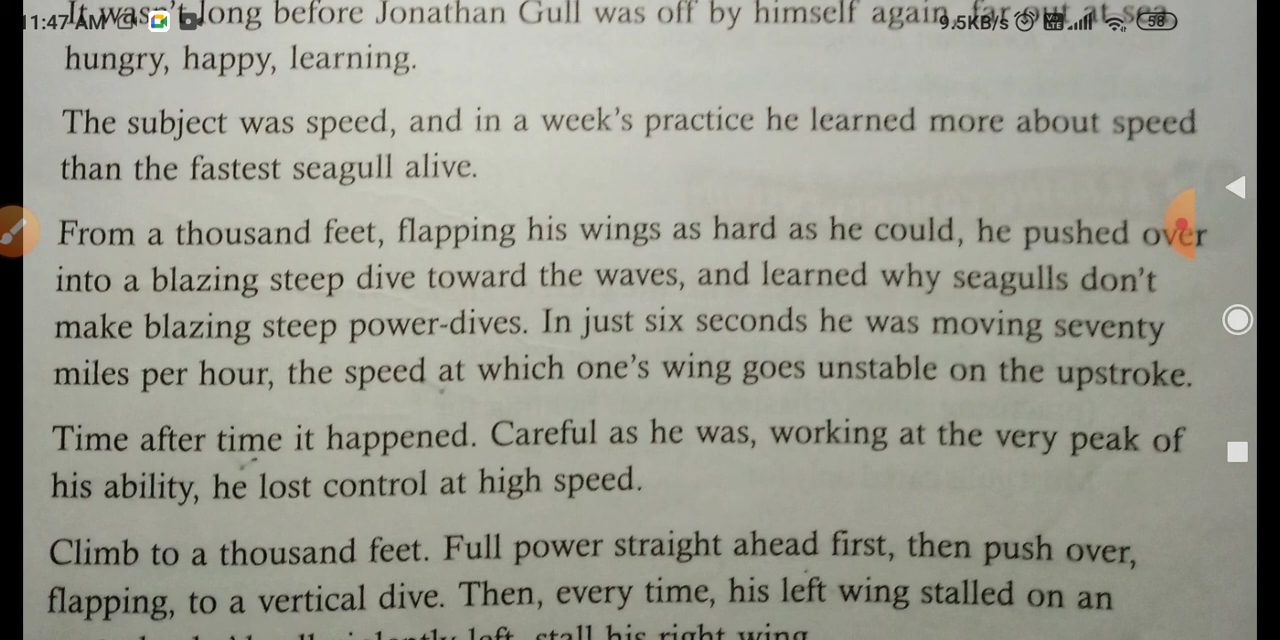 11:47 AM
9.5KB/s
58
It wasn't long before Jonathan Gull was off by himself again, far out at sea,
hungry, happy, learning.
The subject was speed, and in a week's practice he learned more about speed
than the fastest seagull alive.
From a thousand feet, flapping his wings as hard as he could, he pushed over
into a blazing steep dive toward the waves, and learned why seagulls don't
make blazing steep power-dives. In just six seconds he was moving seventy
miles per hour, the speed at which one's wing goes unstable on the upstroke.
Time after time it happened. Careful as he was, working at the very peak of
his ability, he lost control at high speed.
Climb to a thousand feet. Full power straight ahead first, then push over,
flapping, to a vertical dive. Then, every time, his left wing stalled on an
left, stall his right wing